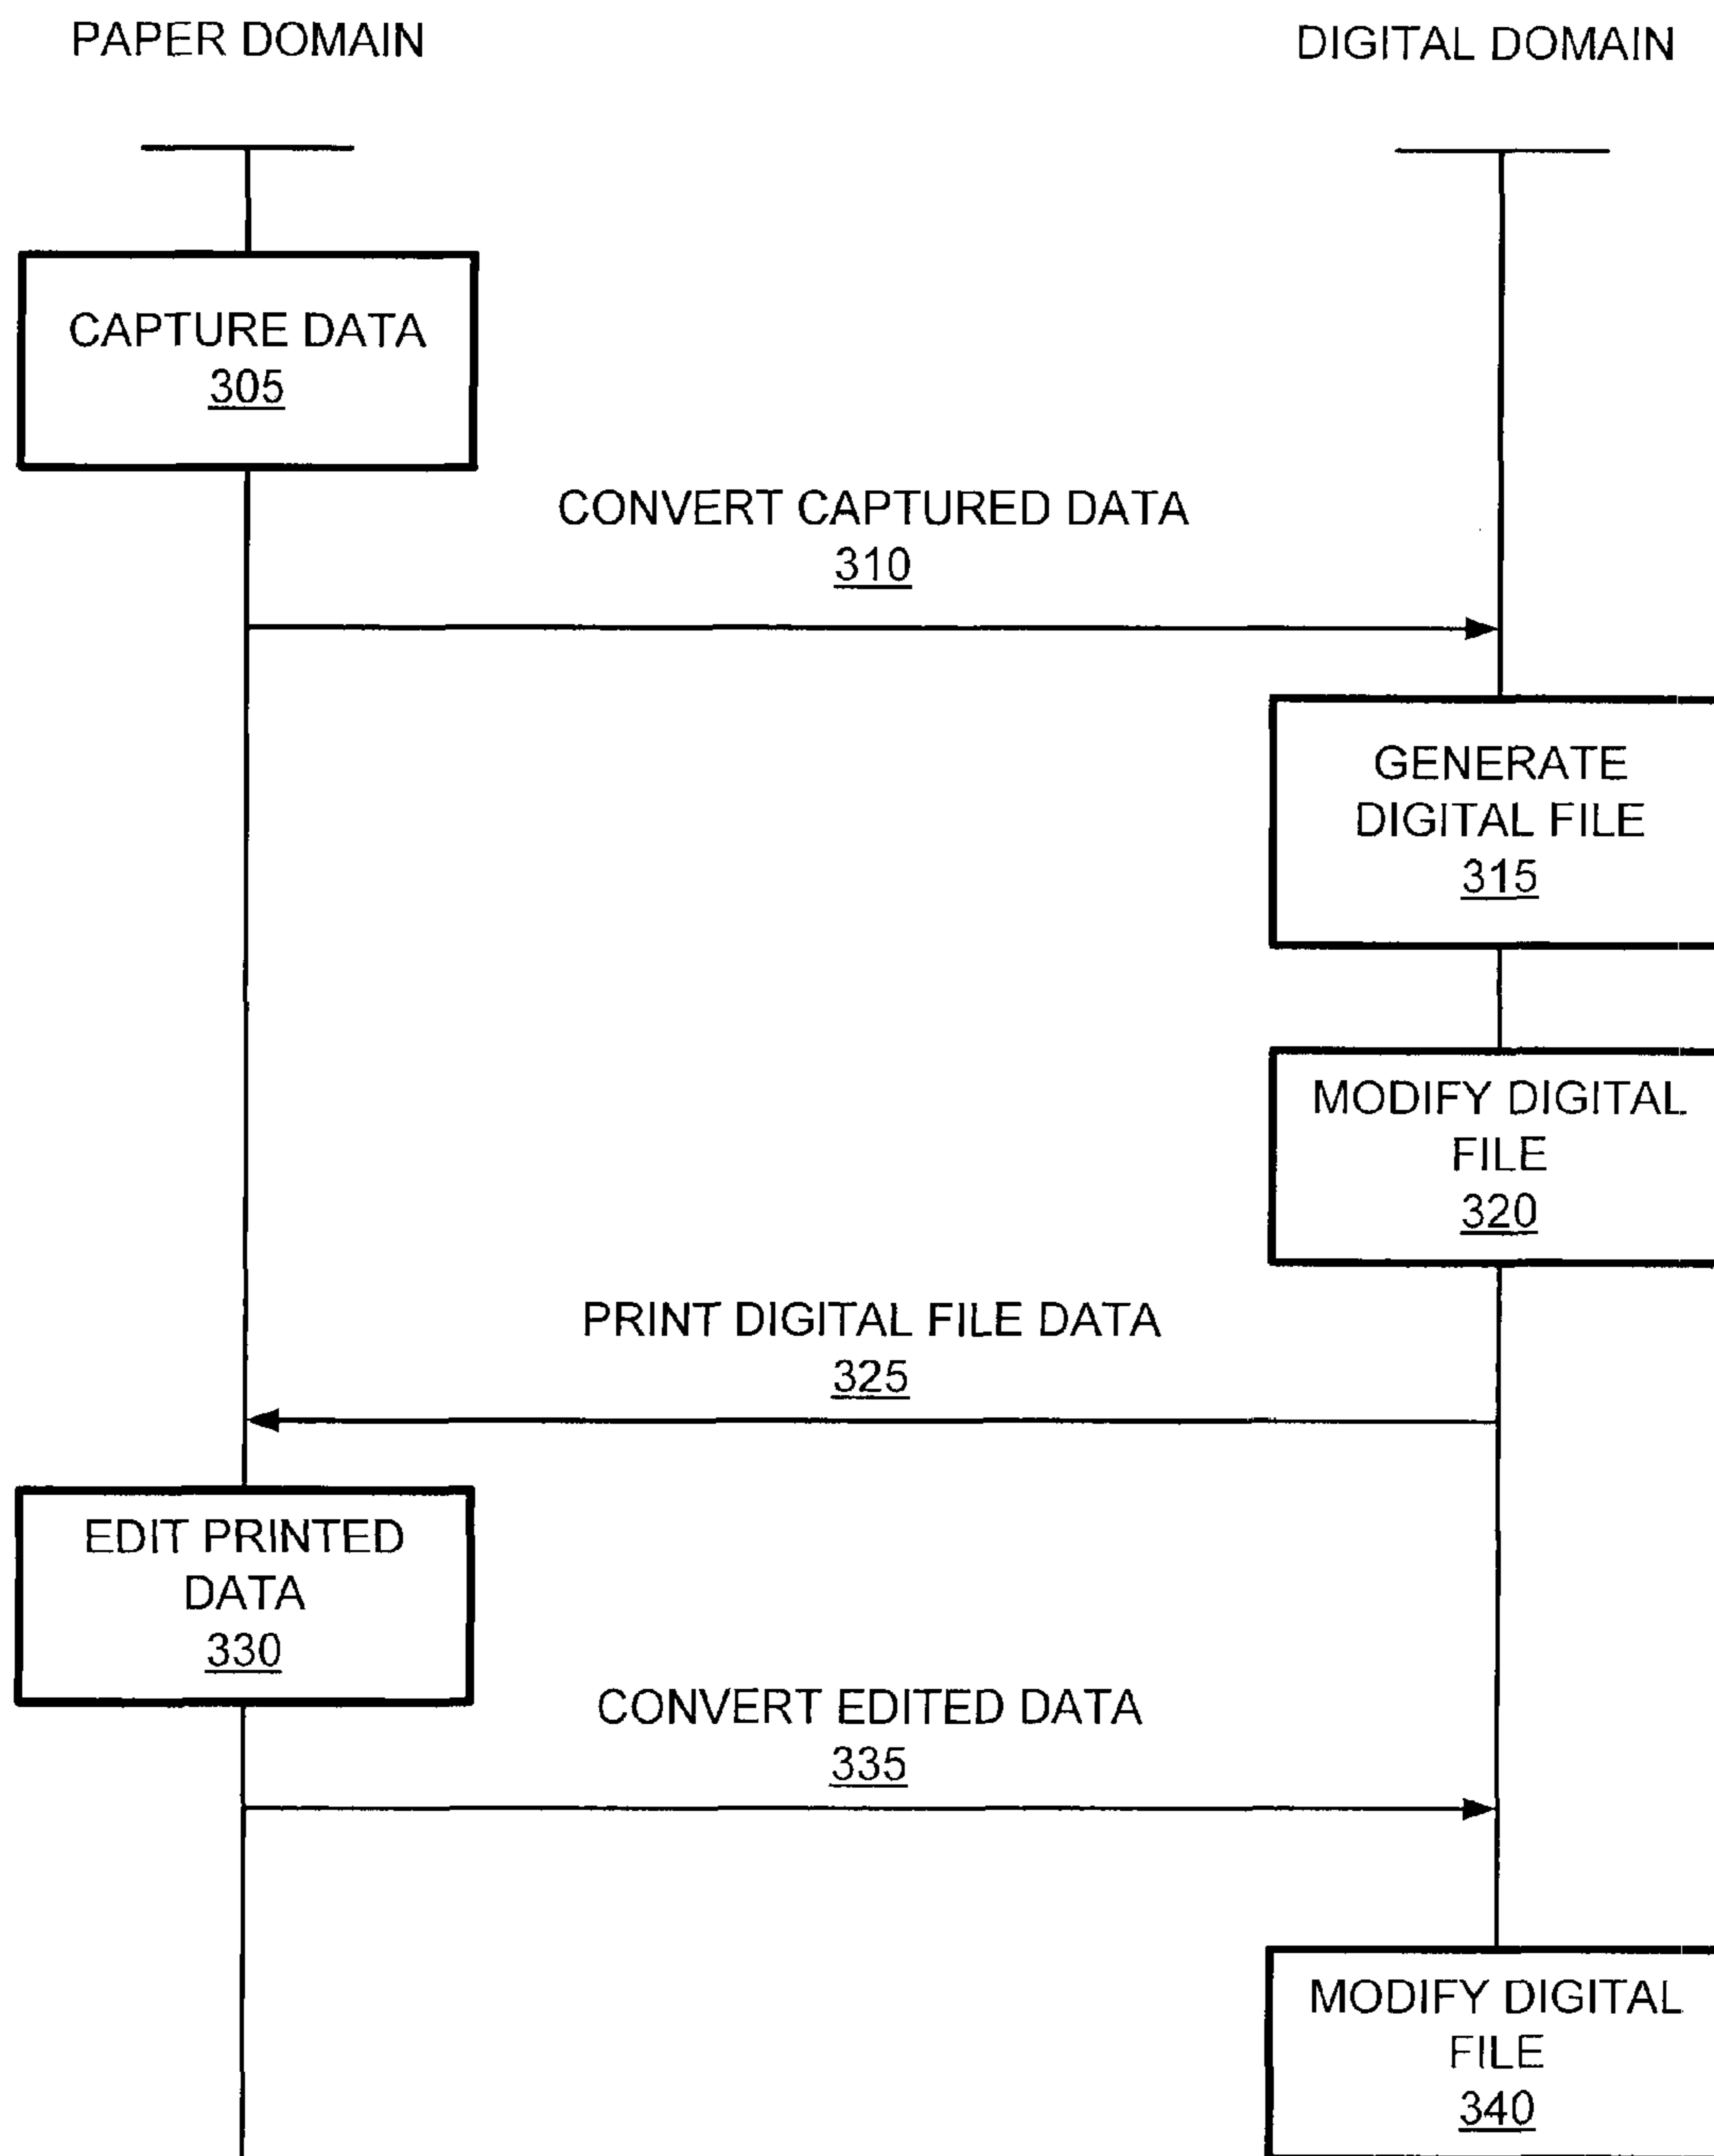 PAPER DOMAIN
DIGITAL DOMAIN
CAPTURE DATA
305
CONVERT CAPTURED DATA
310
GENERATE
DIGITAL FILE
315
MODIFY DIGITAL
FILE
320
PRINT DIGITAL FILE DATA
325
EDIT PRINTED
DATA
330
CONVERT EDITED DATA
335
MODIFY DIGITAL
FILE
340